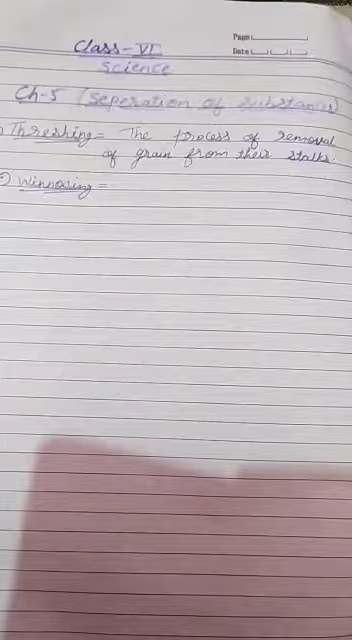 Page:
Date:
Class-VI
Science
Ch-5 (Seperation of Substance)
1) Threshing = The process of removal
of grain from their stalks.
2) Winnowing =